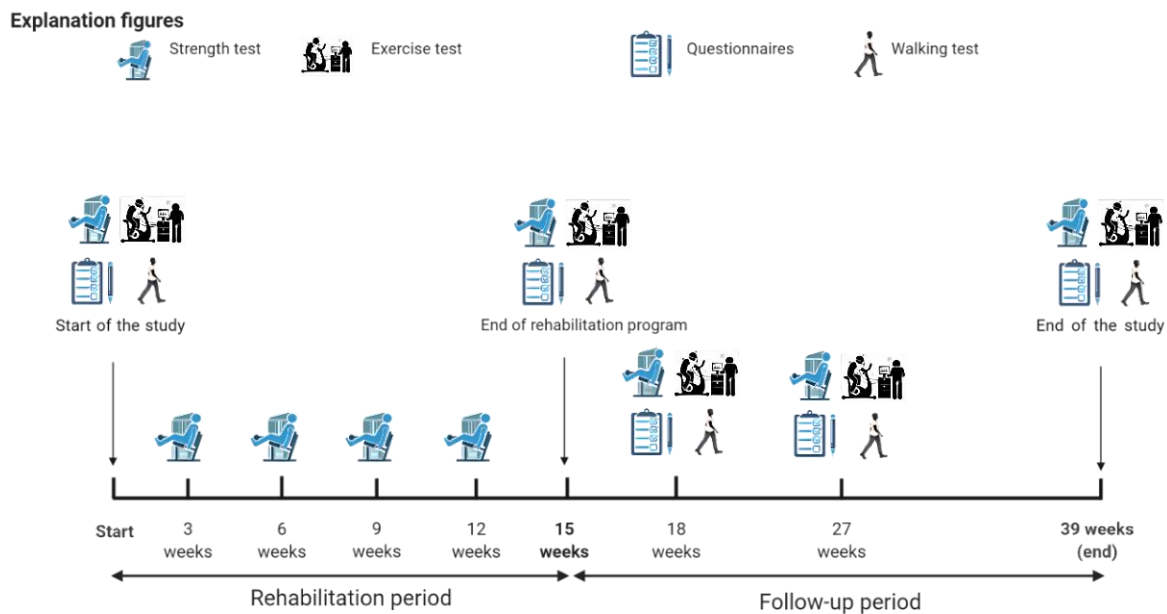 Explanation figures
Strength test
Exercise test
Questionnaires
Walking test
Start of the study
End of rehabilitation program
End of the study
Start
3
weeks
6
weeks
9
weeks
12
weeks
15
weeks
18
weeks
27
weeks
39 weeks
(end)
Rehabilitation period
Follow-up period